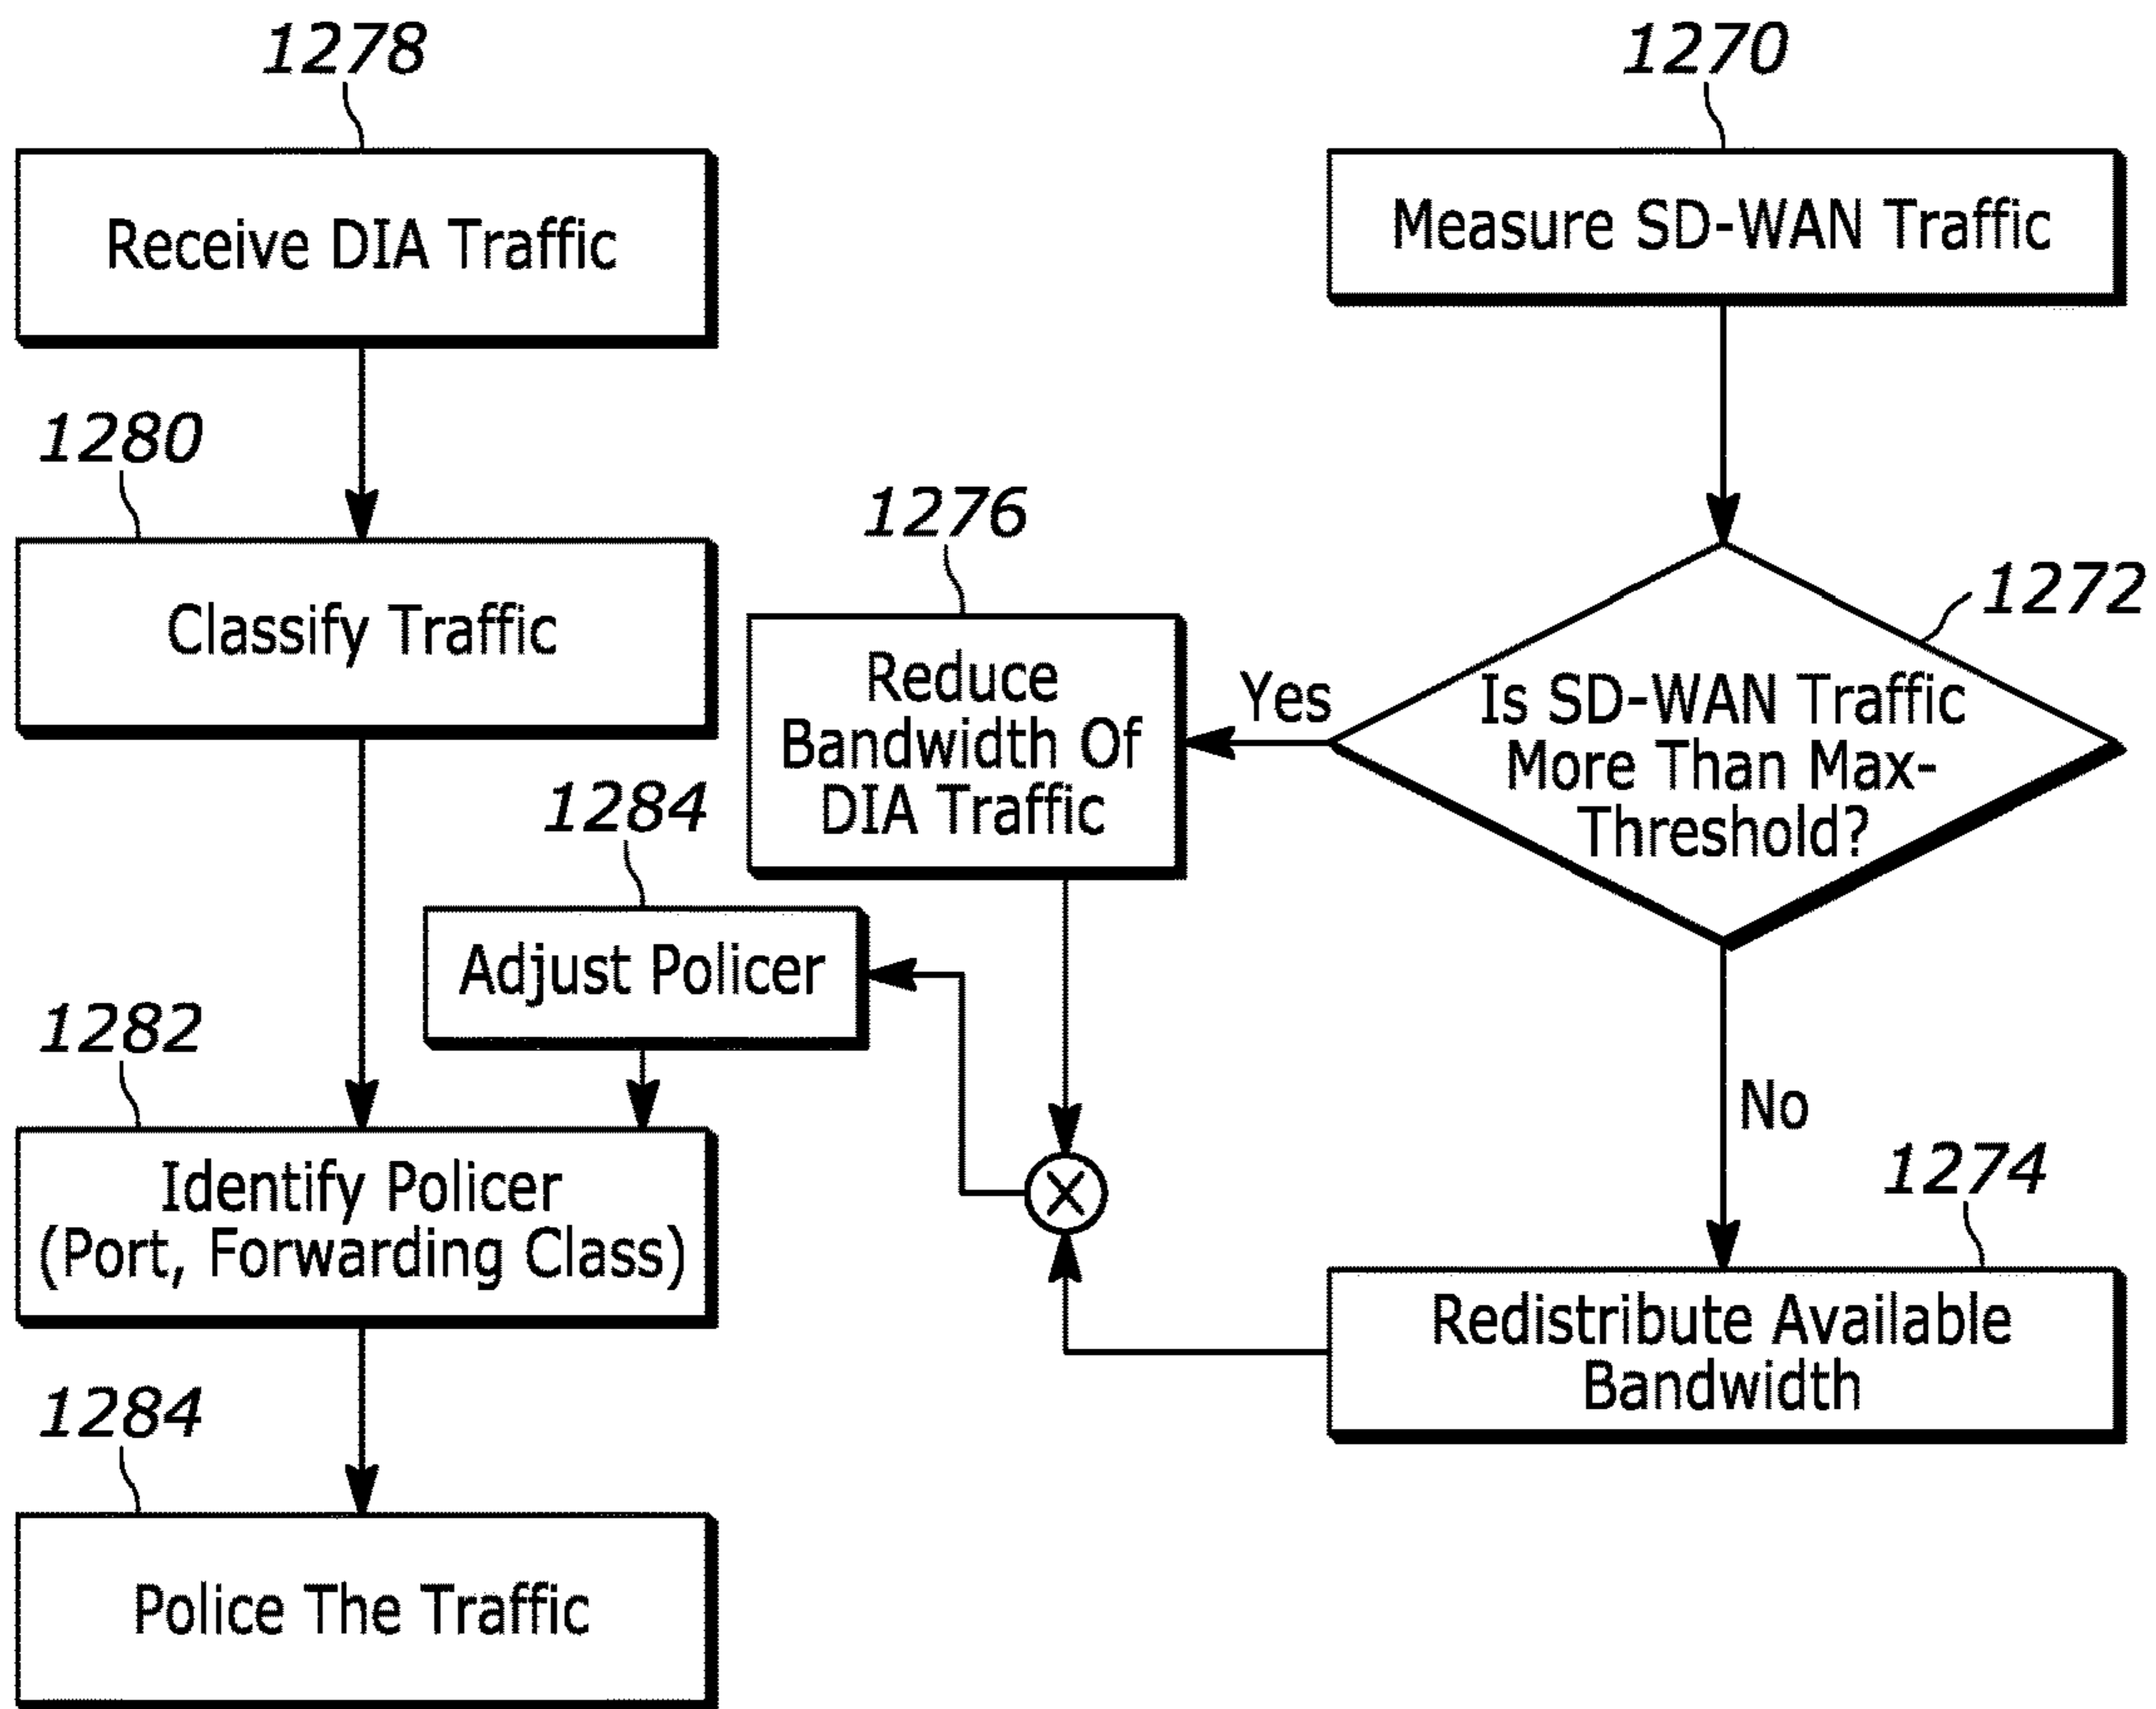 1278
Receive DIA Traffic
1280
Classify Traffic
1282
Identify Policer
(Port, Forwarding Class)
1284
Police The Traffic
1284
Adjust Policer
1276
Reduce
Bandwidth Of
DIA Traffic
1270
Measure SD-WAN Traffic
1272
Is SD-WAN Traffic
More Than Max-
Threshold?
Yes
No
1274
Redistribute Available
Bandwidth